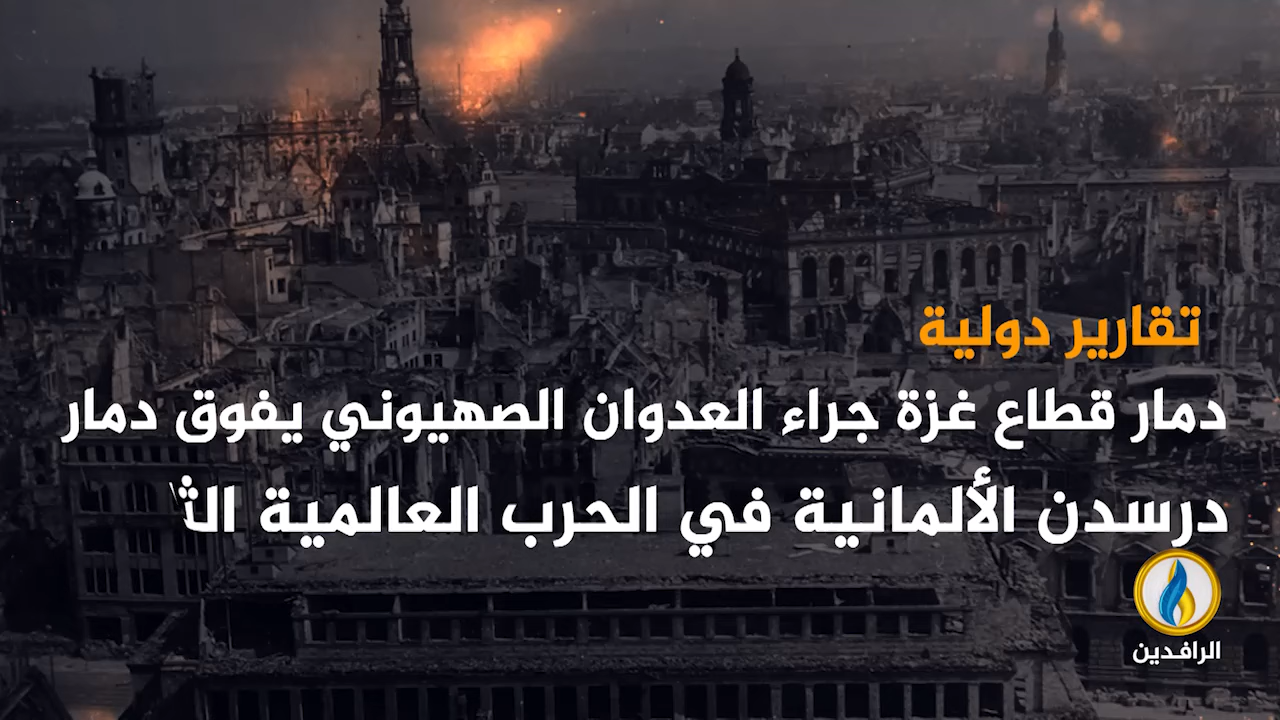 تقارير دولية
دمار قطاع غزة جراء العدوان الصهيوني يفوق دمار
درسدن الألمانية في الحرب العالمية
الرافدين